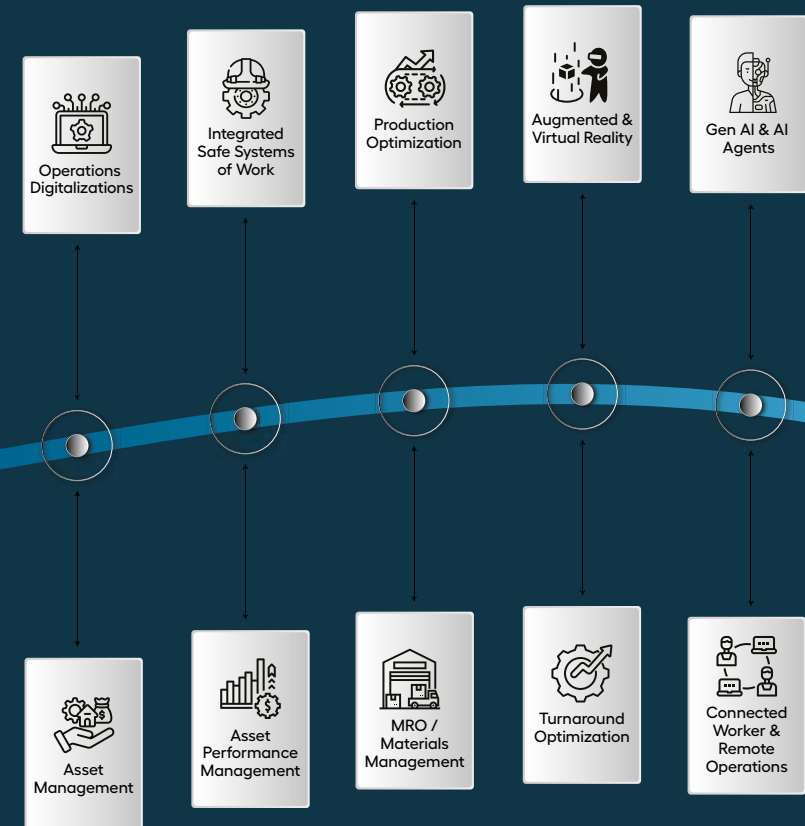 Operations
Digitalizations
Integrated
Safe Systems
of Work
Production
Optimization
Augmented &
Virtual Reality
Gen AI & AI
Agents
Asset
Management
Asset
Performance
Management
MRO /
Materials
Management
Turnaround
Optimization
Connected
Worker &
Remote
Operations